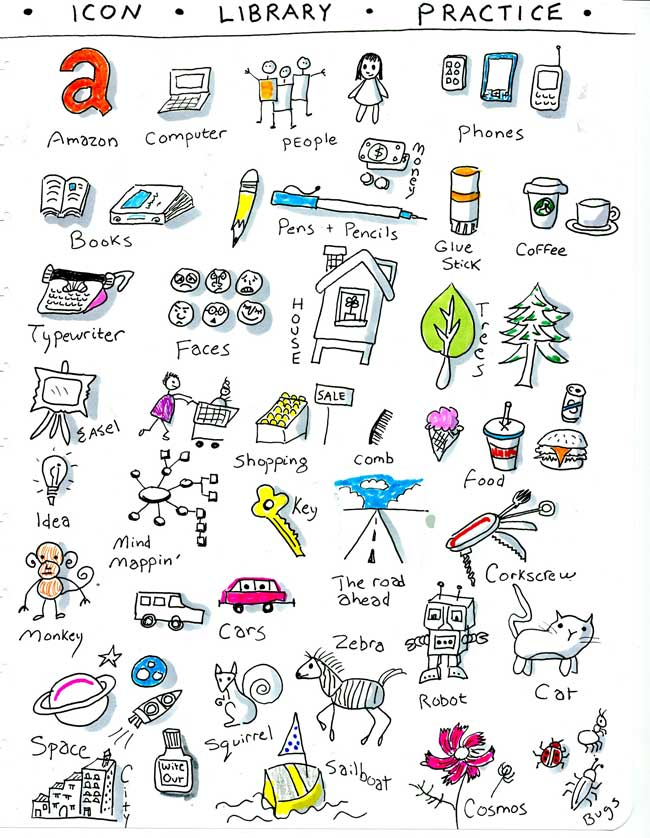 • ICON • LIBRARY • PRACTICE •
a
Amazon
Computer
PEOPLE
PHONES
$
Money
Books
Pens + Pencils
GLUE
STICK
COFFEE
Typewriter
FACES
HOUSE
Trees
EASEL
SALE
Shopping
comb
Food
Idea
Mind
Mappin'
Key
The road
ahead
Corkscrew
Monkey
Cars
Zebra
Robot
Cat
Space
Squirrel
Wite
Out
City
Sailboat
Cosmos
Bugs